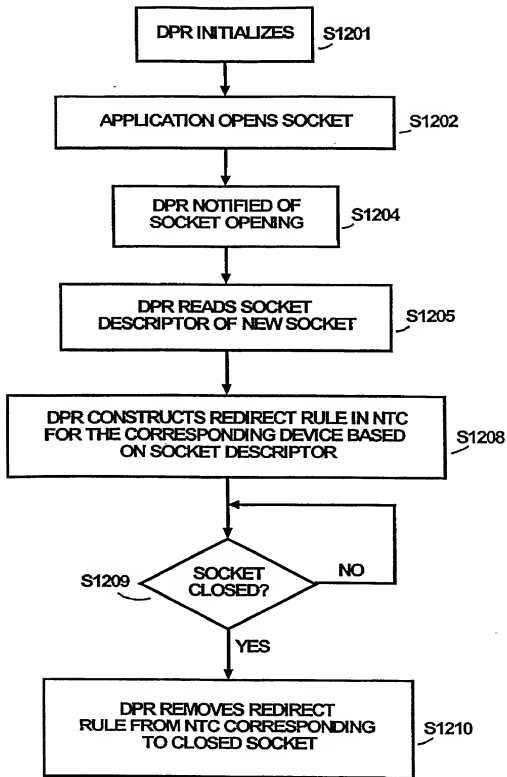 DPR INITIALIZES
S1201
APPLICATION OPENS SOCKET
S1202
DPR NOTIFIED OF
SOCKET OPENING
S1204
DPR READS SOCKET
DESCRIPTOR OF NEW SOCKET
S1205
DPR CONSTRUCTS REDIRECT RULE IN NTC
FOR THE CORRESPONDING DEVICE BASED
ON SOCKET DESCRIPTOR
S1208
S1209
SOCKET
CLOSED?
NO
YES
DPR REMOVES REDIRECT
RULE FROM NTC CORRESPONDING
TO CLOSED SOCKET
S1210